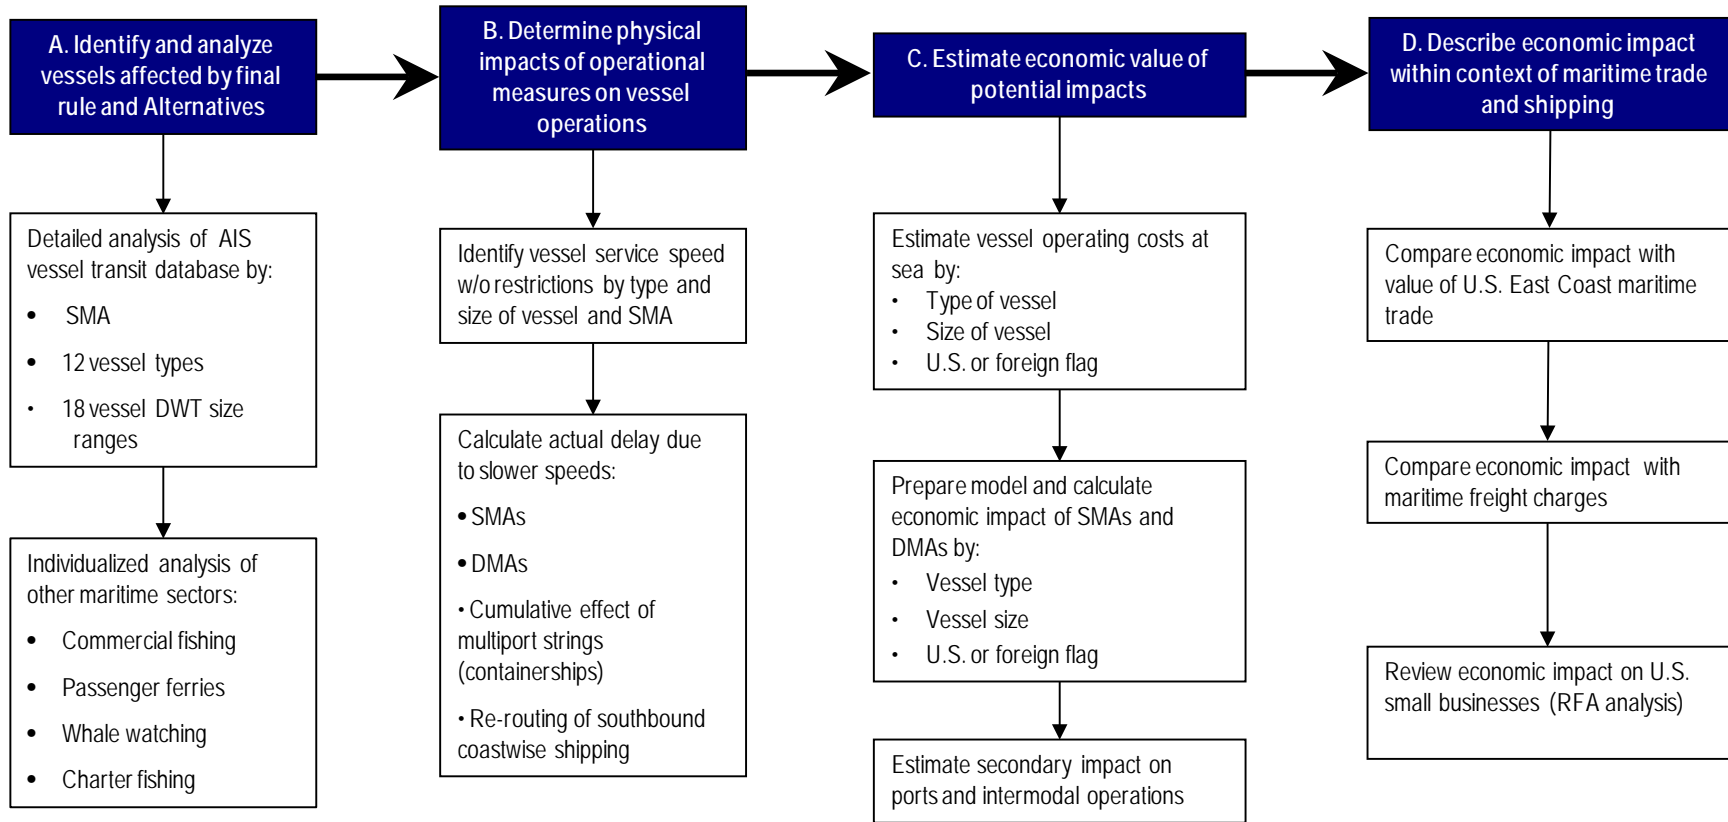 A. Identify and analyze
vessels affected by final
rule and Alternatives
Detailed analysis of AIS
vessel transit database by:
• SMA
• 12 vessel types
• 18 vessel DWT size
ranges
Individualized analysis of
other maritime sectors:
• Commercial fishing
• Passenger ferries
• Whale watching
• Charter fishing
B. Determine physical
impacts of operational
measures on vessel
operations
Identify vessel service speed
w/o restrictions by type and
size of vessel and SMA
Calculate actual delay due
to slower speeds:
• SMAs
• DMAs
• Cumulative effect of
multiport strings
(containerships)
• Re-routing of southbound
coastwise shipping
C. Estimate economic value of
potential impacts
Estimate vessel operating costs at
sea by:
• Type of vessel
• Size of vessel
• U.S. or foreign flag
Prepare model and calculate
economic impact of SMAs and
DMAs by:
• Vessel type
• Vessel size
• U.S. or foreign flag
Estimate secondary impact on
ports and intermodal operations
D. Describe economic impact
within context of maritime trade
and shipping
Compare economic impact with
value of U.S. East Coast maritime
trade
Compare economic impact with
maritime freight charges
Review economic impact on U.S.
small businesses (RFA analysis)